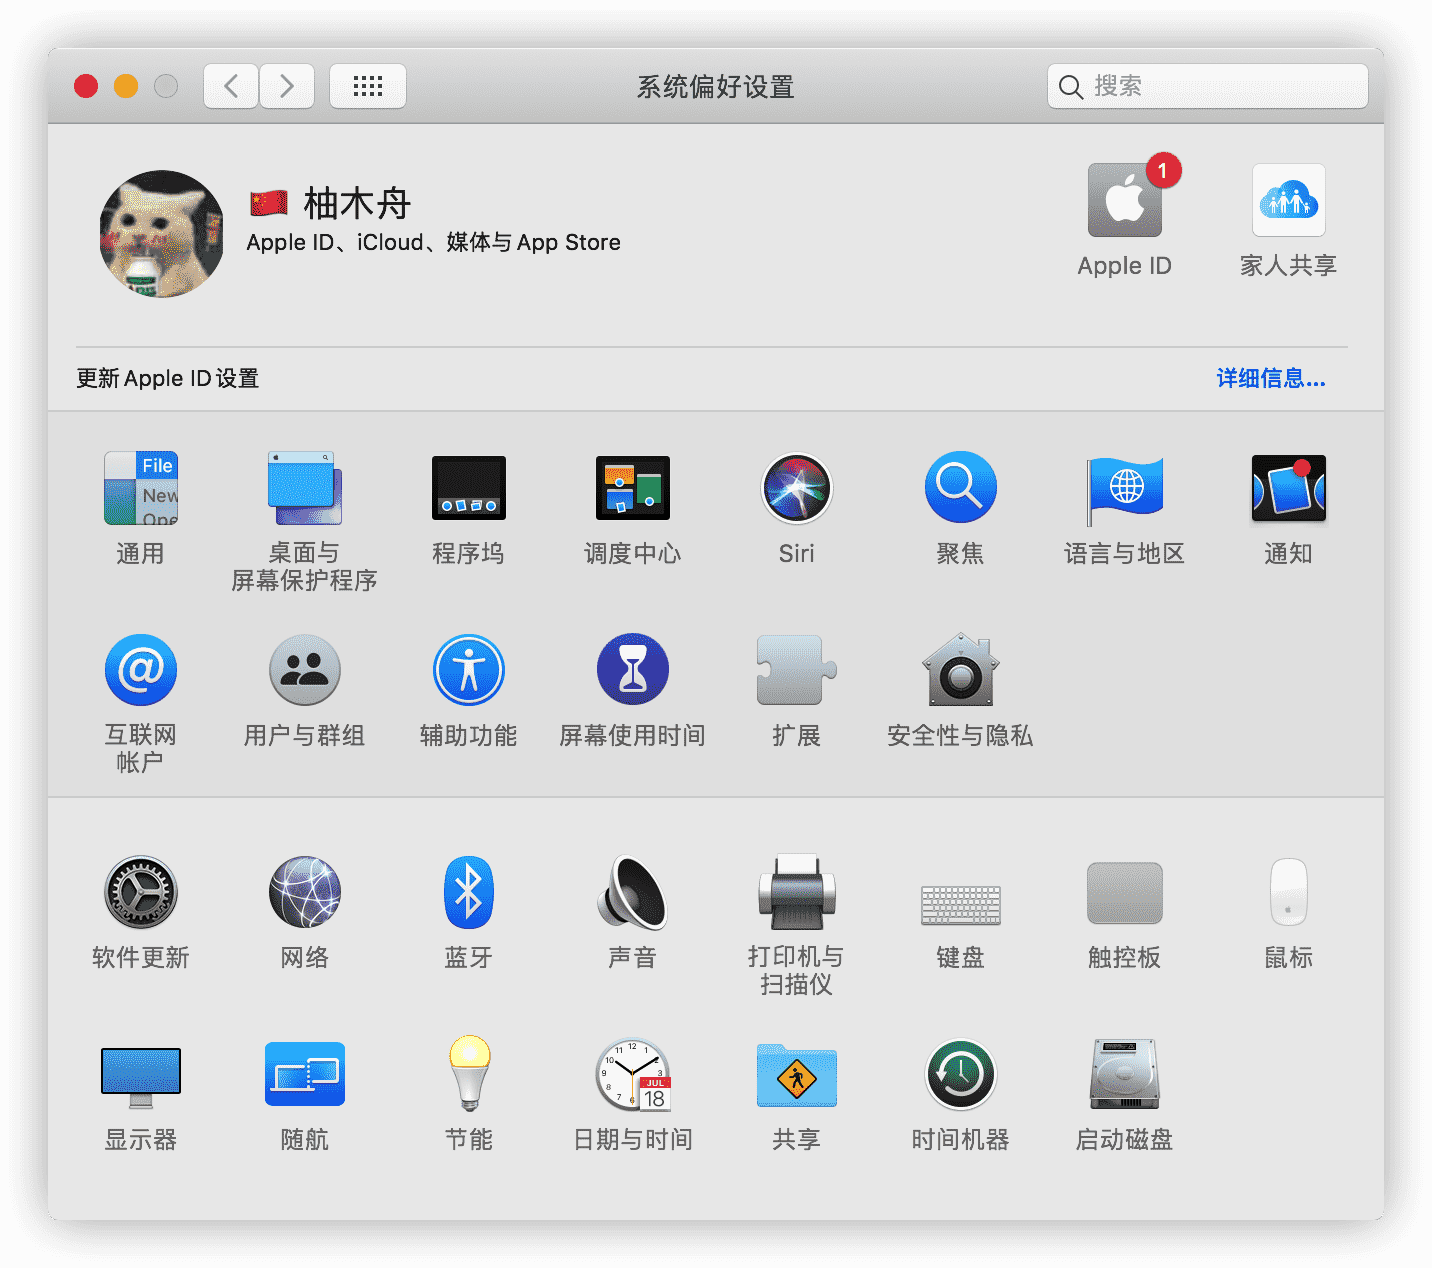 系统偏好设置
搜索
🇨🇳 柚木舟
Apple ID、iCloud、媒体与 App Store
1
Apple ID
家人共享
更新 Apple ID 设置
详细信息...
File
New
Ope
通用
桌面与
屏幕保护程序
程序坞
调度中心
Siri
聚焦
语言与地区
通知
互联网
帐户
用户与群组
辅助功能
屏幕使用时间
扩展
安全性与隐私
软件更新
网络
蓝牙
声音
打印机与
扫描仪
键盘
触控板
鼠标
显示器
随航
节能
JUL
18
日期与时间
共享
时间机器
启动磁盘